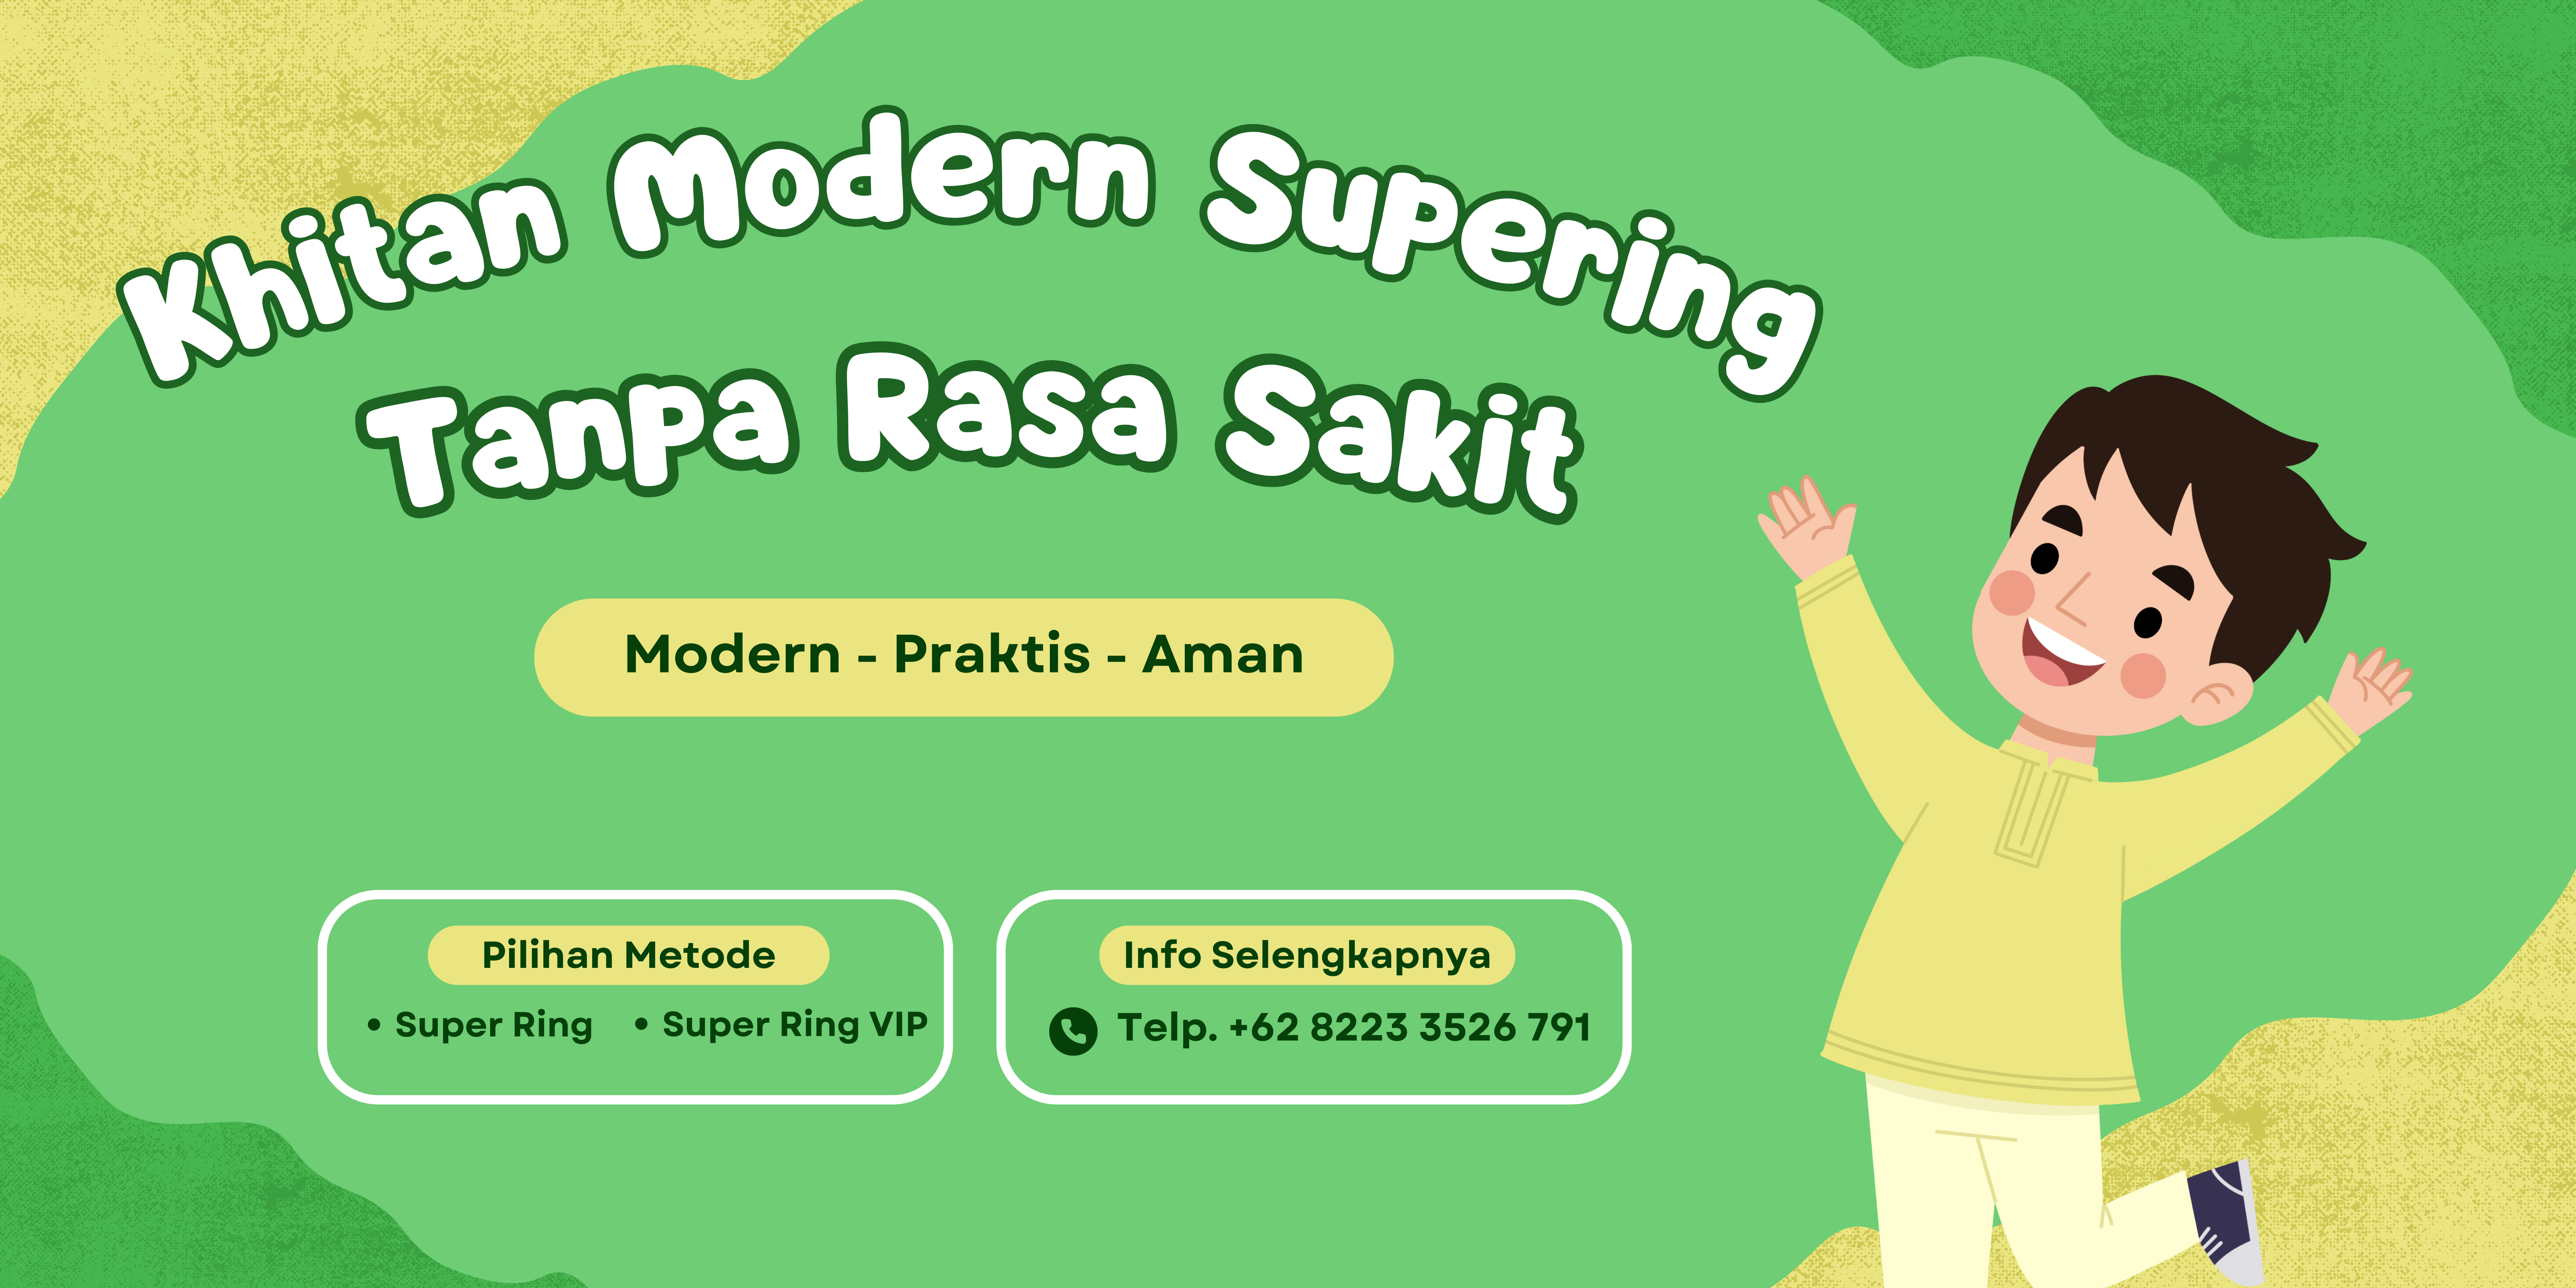 Khitan Modern Supering
Tanpa Rasa Sakit
Modern - Praktis - Aman
Pilihan Metode
• Super Ring • Super Ring VIP
Info Selengkapnya
Telp. +62 8223 3526 791